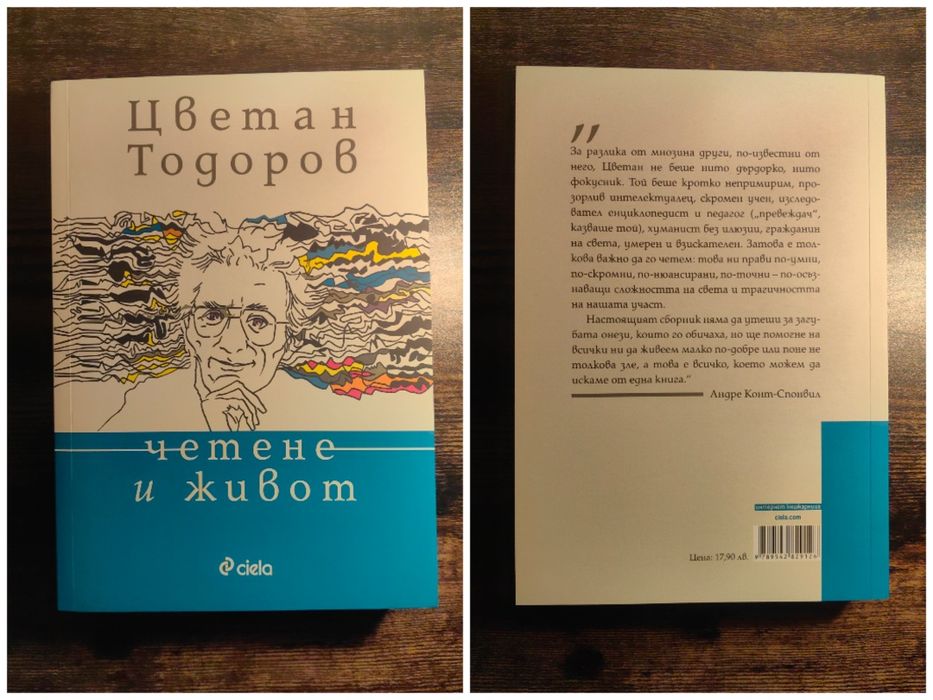 Цветан
Тодоров
четене
и живот
ciela
"
За разлика от мнозина други, по-известни от
него, Цветан не беше нито дърдорко, нито
фокусник. Той беше кротко непримирим, про-
зорлив интелектуалец, скромен учен, изследо-
вател енциклопедист и педагог („превеждач“,
казваше той), хуманист без илюзии, гражданин
на света, умерен и взискателен. Затова е тол-
кова важно да го четем: това ни прави по-умни,
по-скромни, по-нюансирани, по-точни – по-осъз-
наващи сложността на света и трагичността
на нашата участ.
Настоящият сборник няма да утеши за загу-
бата онези, които го обичаха, но ще помогне на
всички ни да живеем малко по-добре или поне не
толкова зле, а това е всичко, което можем да
искаме от една книга.“
Андре Конт-Спонвил
интернет книжарница
ciela.com
Цена: 17,90 лв.
9 789542 829126